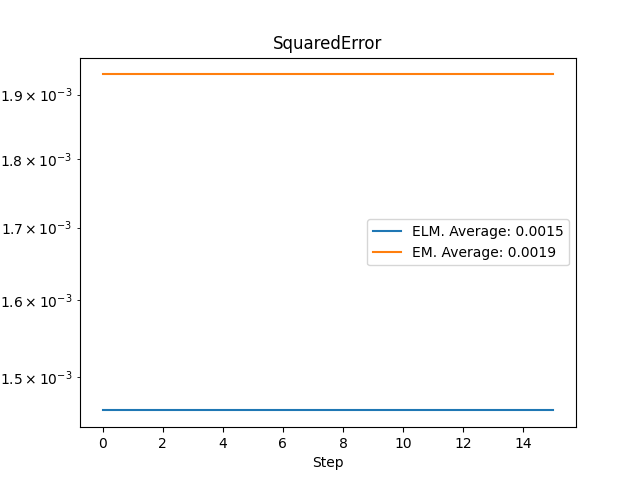 SquaredError
1.9 × 10⁻³
1.8 × 10⁻³
1.7 × 10⁻³
1.6 × 10⁻³
1.5 × 10⁻³
ELM. Average: 0.0015
EM. Average: 0.0019
0 2 4 6 8 10 12 14
Step